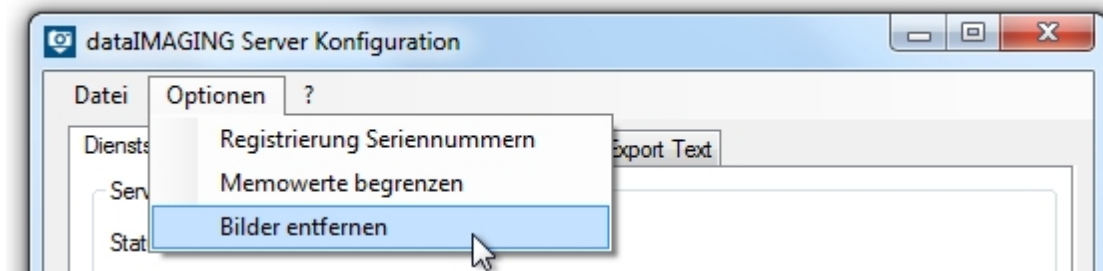 dataIMAGING Server Konfiguration
Datei Optionen ?
Registrierung Seriennummern
Export Text
Memowerte begrenzen
Bilder entfernen